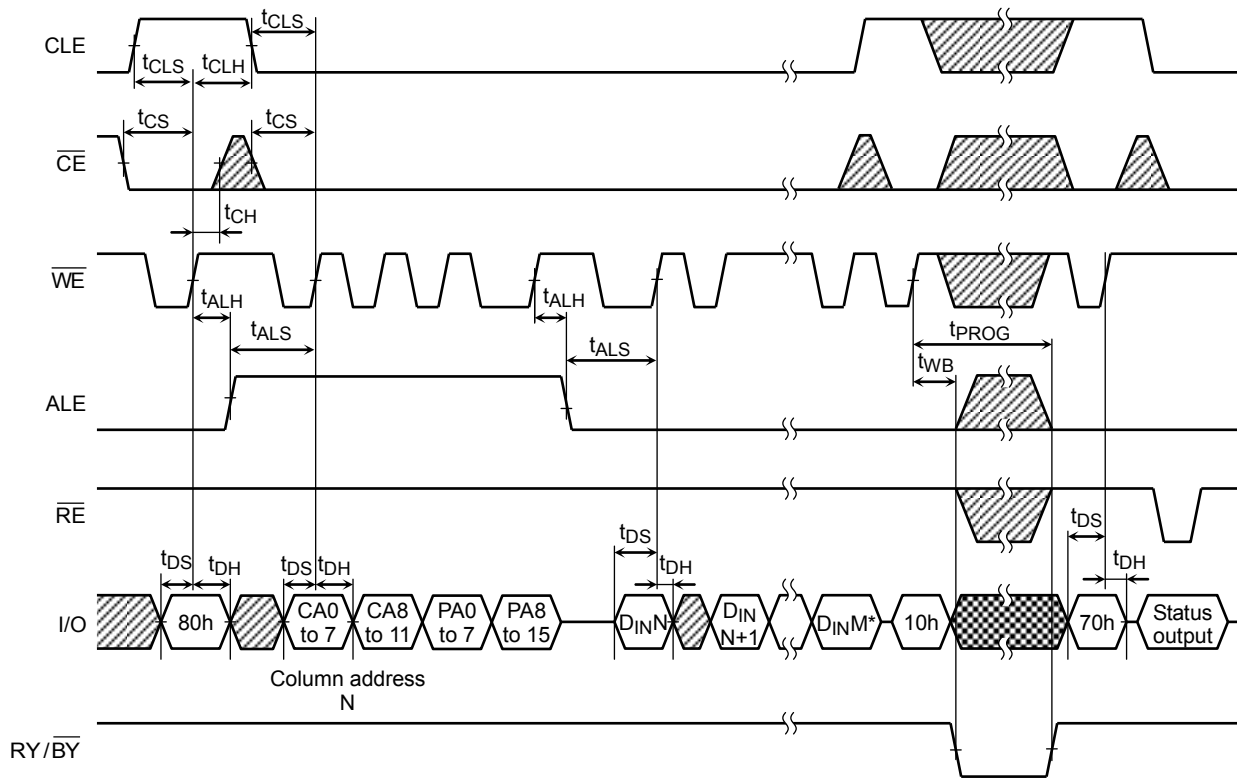 CLE
tCLS
tCLS
tCLH
CE
tCS
tCS
tCH
WE
tALH
tALS
tALH
tALS
tPROG
tWB
ALE
RE
tDS
tDH
tDS
tDH
tDS
tDH
tDS
tDH
I/O
80h
CA0
to 7
CA8
to 11
PA0
to 7
PA8
to 15
DINN
DIN
N+1
DINM*
10h
70h
Status
output
Column address
N
RY/BY